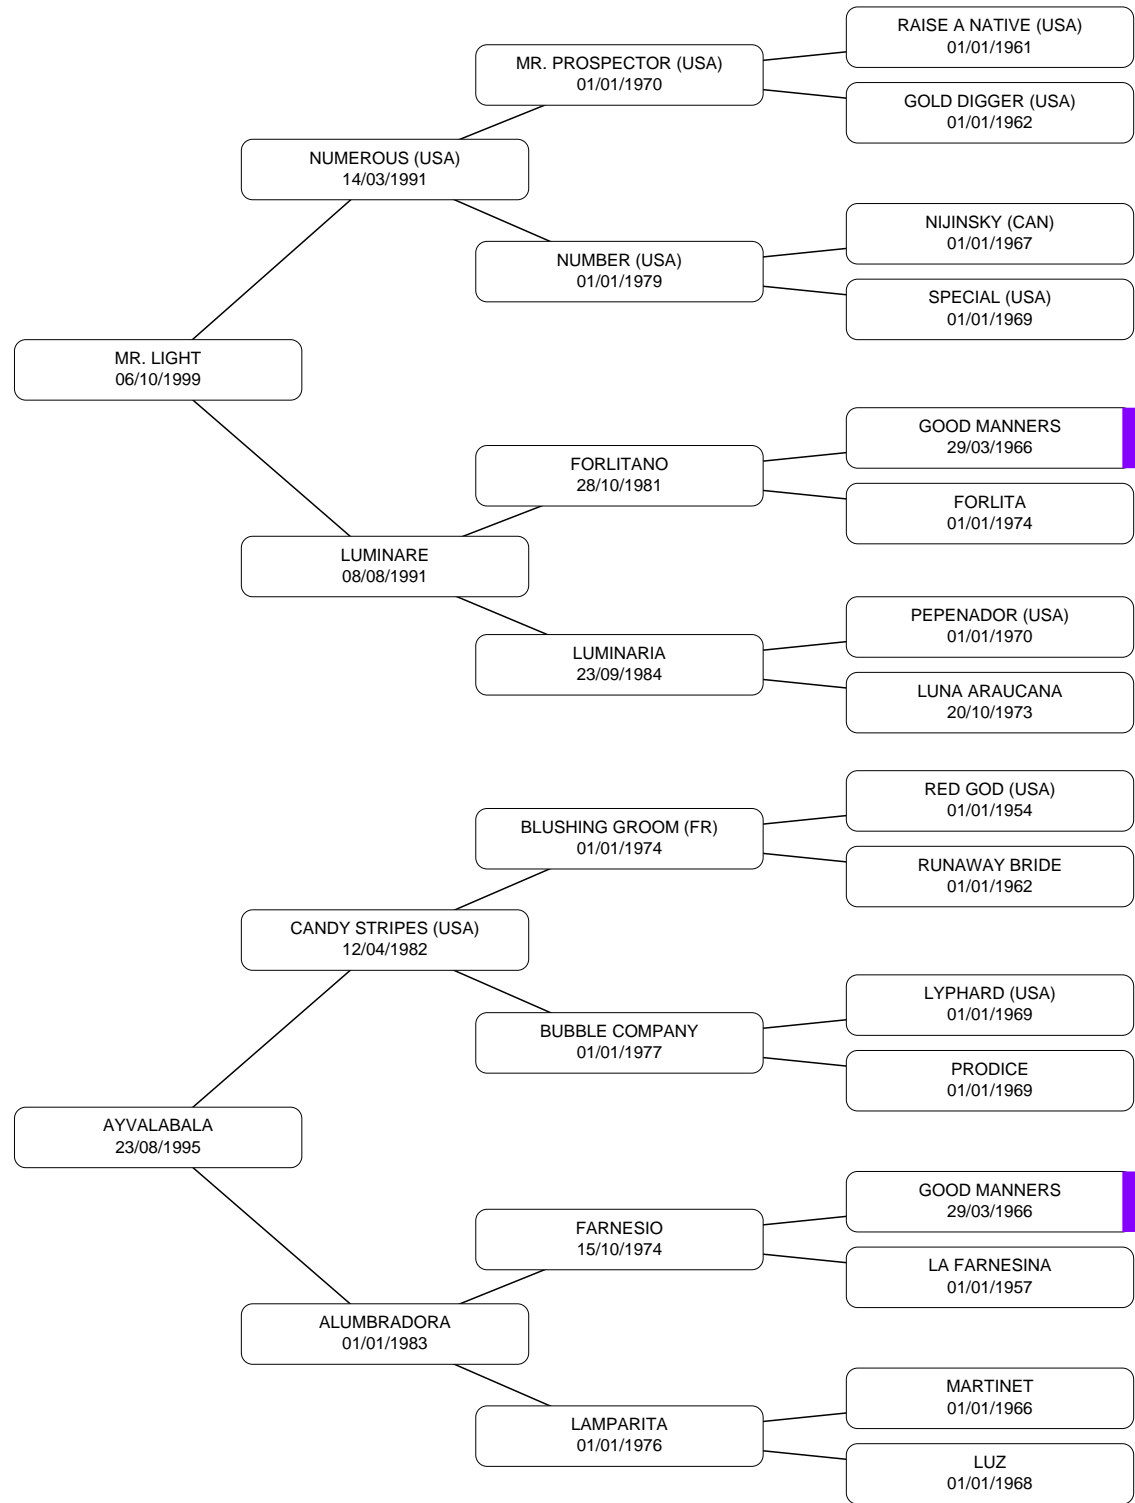 RAISE A NATIVE (USA)
01/01/1961
MR. PROSPECTOR (USA)
01/01/1970
GOLD DIGGER (USA)
01/01/1962
NUMEROUS (USA)
14/03/1991
NIJINSKY (CAN)
01/01/1967
NUMBER (USA)
01/01/1979
SPECIAL (USA)
01/01/1969
MR. LIGHT
06/10/1999
GOOD MANNERS
29/03/1966
FORLITANO
28/10/1981
FORLITA
01/01/1974
LUMINARE
08/08/1991
PEPENADOR (USA)
01/01/1970
LUMINARIA
23/09/1984
LUNA ARAUCANA
20/10/1973
RED GOD (USA)
01/01/1954
BLUSHING GROOM (FR)
01/01/1974
RUNAWAY BRIDE
01/01/1962
CANDY STRIPES (USA)
12/04/1982
LYPHARD (USA)
01/01/1969
BUBBLE COMPANY
01/01/1977
PRODICE
01/01/1969
AYVALABALA
23/08/1995
GOOD MANNERS
29/03/1966
FARNESIO
15/10/1974
LA FARNESINA
01/01/1957
ALUMBRADORA
01/01/1983
MARTINET
01/01/1966
LAMPARITA
01/01/1976
LUZ
01/01/1968